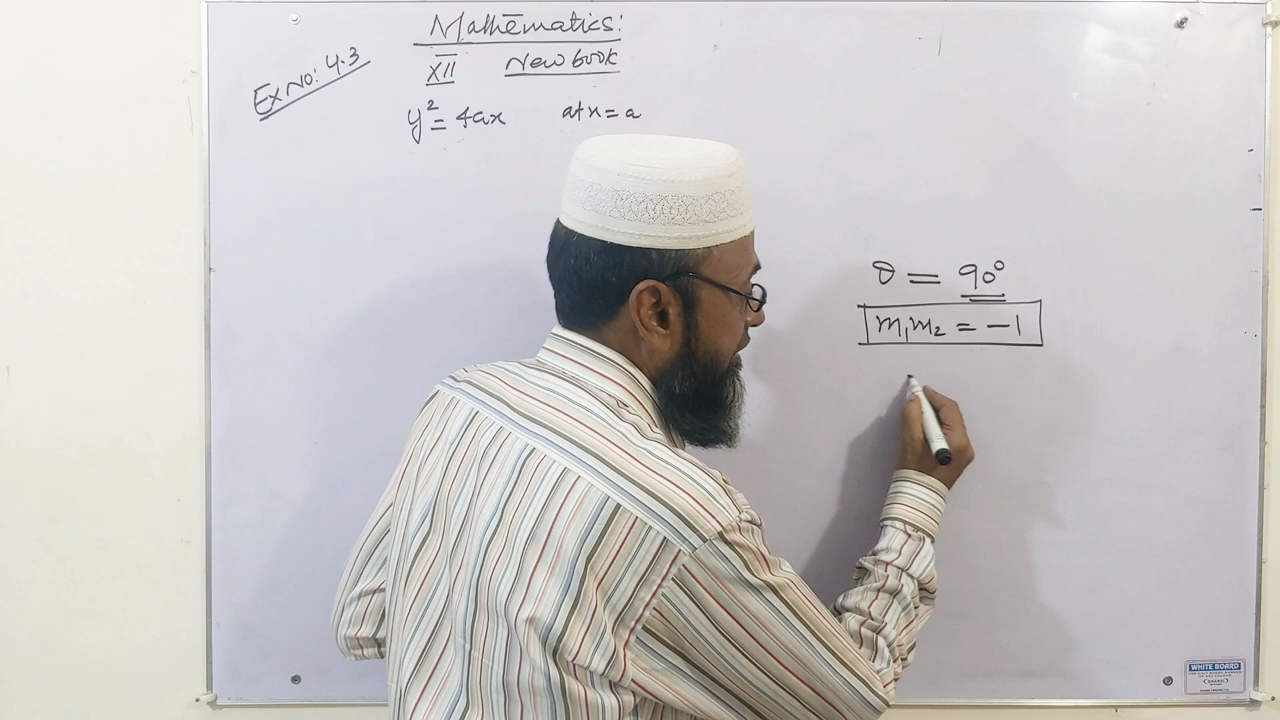 Mathematics:
XII New book
Ex No: 4.3
y² = 4ax at x = a
θ = 90°
m₁m₂ = -1
WHITE BOARD